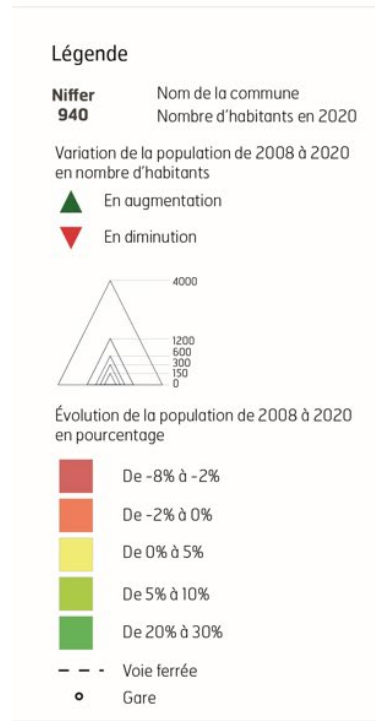 Légende
Niffer Nom de la commune
940 Nombre d'habitants en 2020
Variation de la population de 2008 à 2020
en nombre d'habitants
En augmentation
En diminution
4000
1200
600
300
150
0
Évolution de la population de 2008 à 2020
en pourcentage
De -8% à -2%
De -2% à 0%
De 0% à 5%
De 5% à 10%
De 20% à 30%
Voie ferrée
Gare